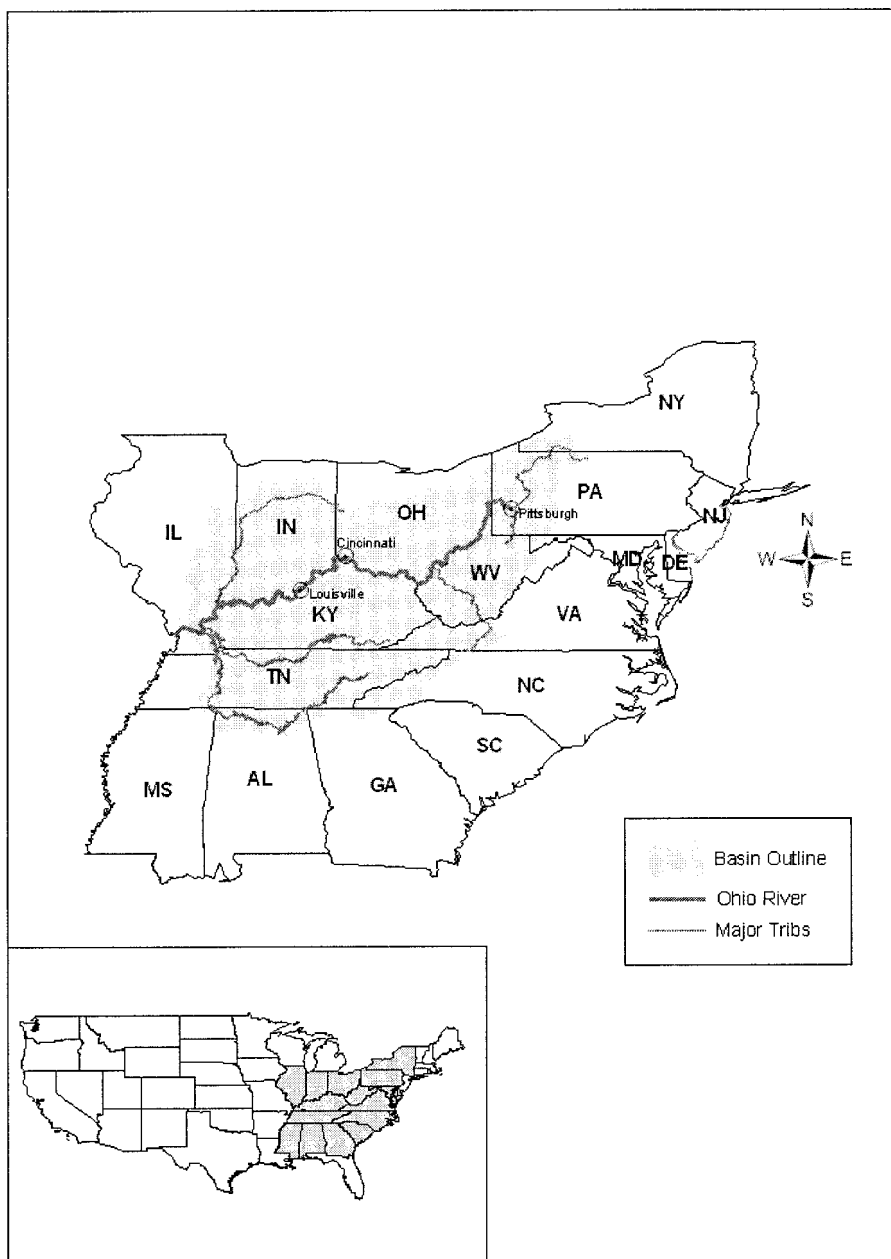 NY
PA
NJ
OH
IN
IL
Pittsburgh
Cincinnati
MD
DE
WV
Louisville
KY
VA
TN
NC
SC
MS
AL
GA
N
W
E
S
Basin Outline
Ohio River
Major Tribs